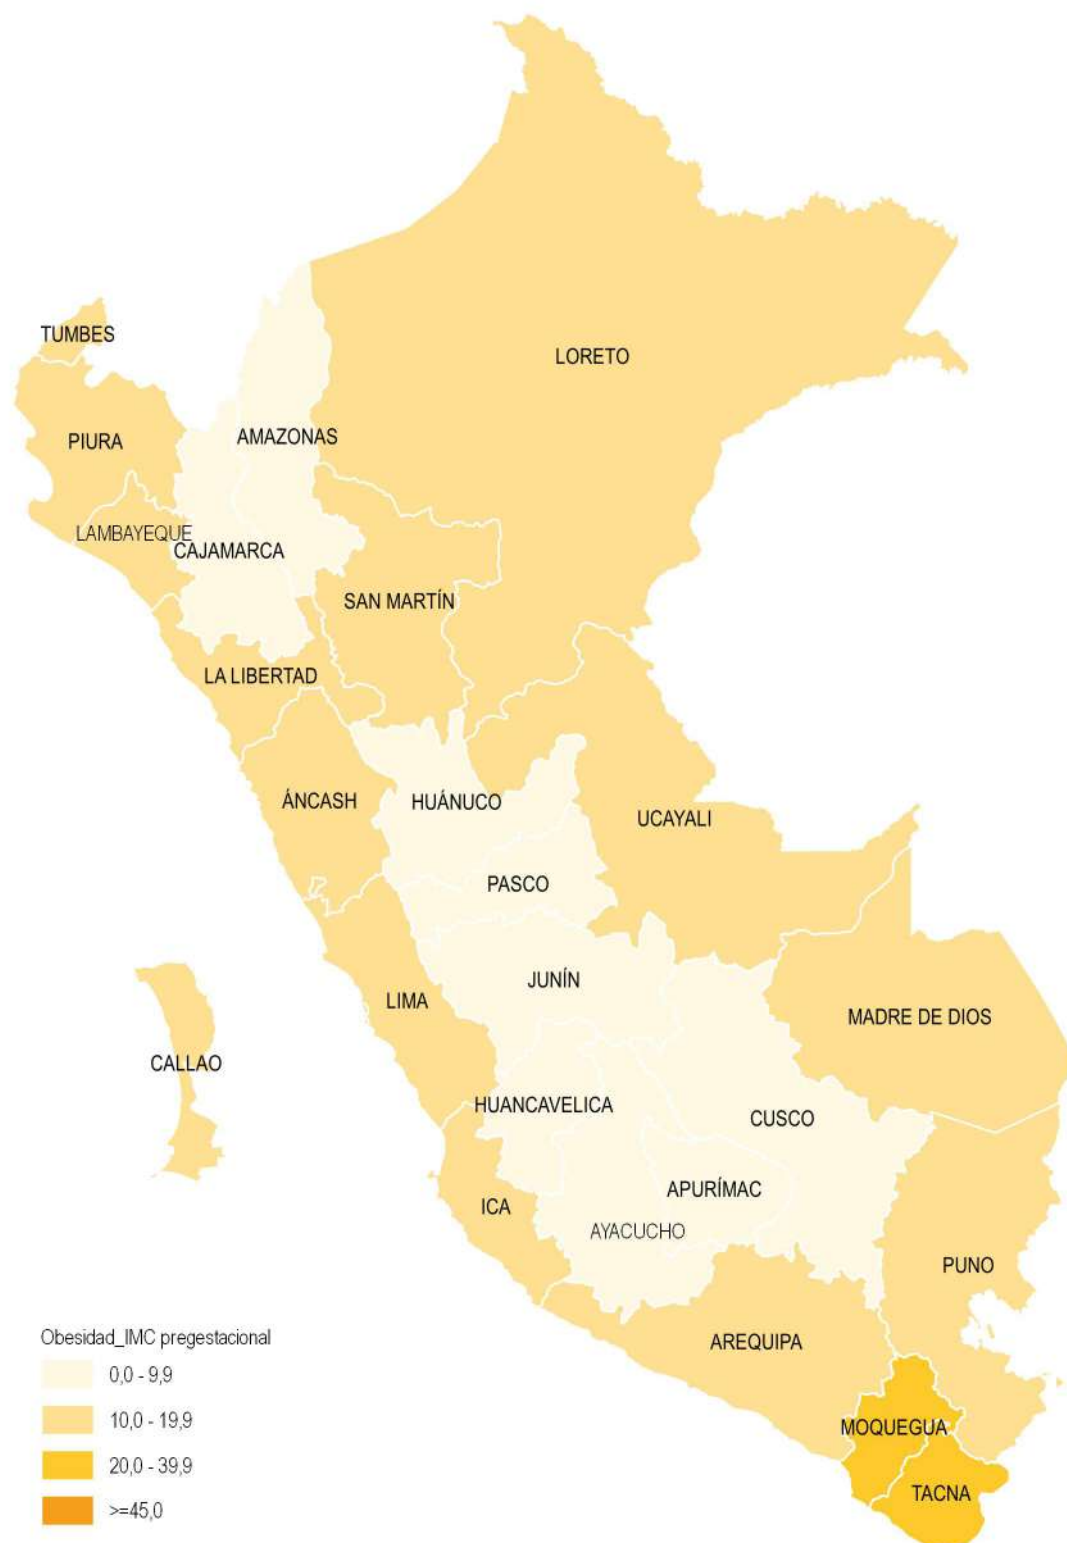 TUMBES
LORETO
PIURA
AMAZONAS
LAMBAYEQUE
CAJAMARCA
SAN MARTÍN
LA LIBERTAD
ÁNCASH
HUÁNUCO
UCAYALI
PASCO
JUNÍN
LIMA
MADRE DE DIOS
CALLAO
HUANCAVELICA
CUSCO
APURÍMAC
ICA
AYACUCHO
PUNO
AREQUIPA
MOQUEGUA
TACNA
Obesidad_IMC pregestacional
0,0 - 9,9
10,0 - 19,9
20,0 - 39,9
>=45,0